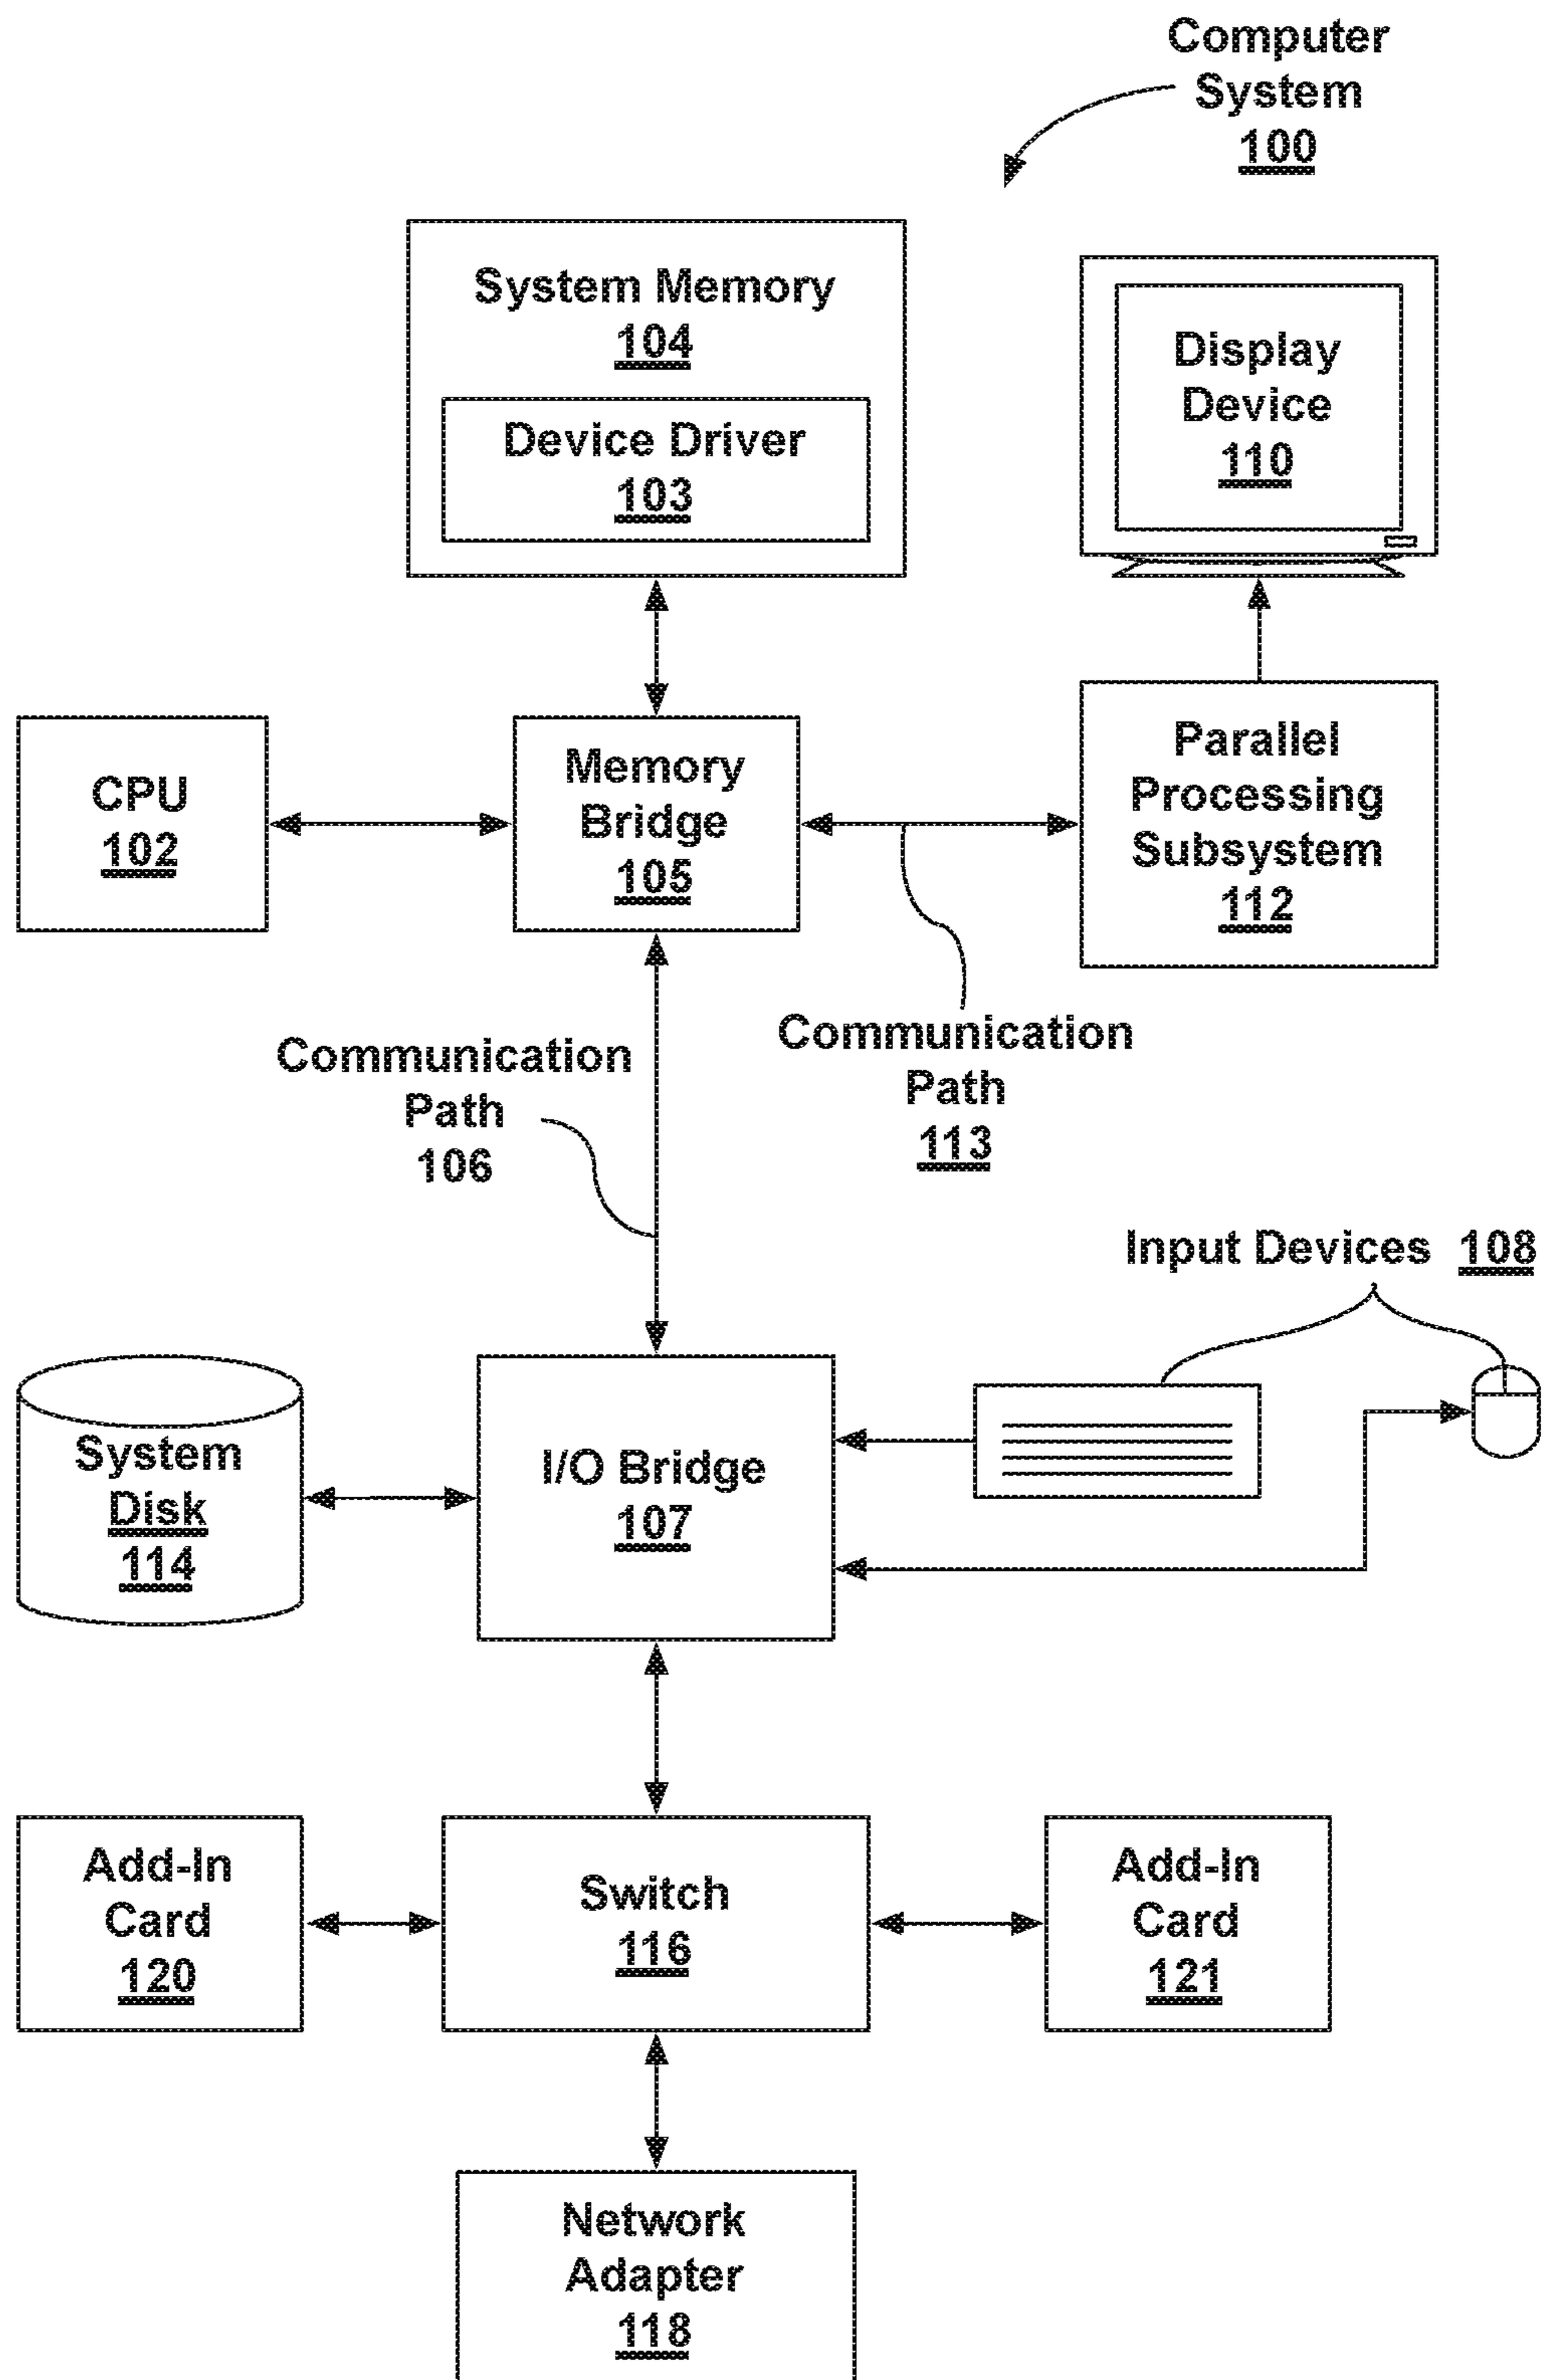 Computer
System
100
System Memory
104
Device Driver
103
Display
Device
110
CPU
102
Memory
Bridge
105
Parallel
Processing
Subsystem
112
Communication
Path
106
Communication
Path
113
Input Devices 108
System
Disk
114
I/O Bridge
107
Add-In
Card
120
Switch
116
Add-In
Card
121
Network
Adapter
118